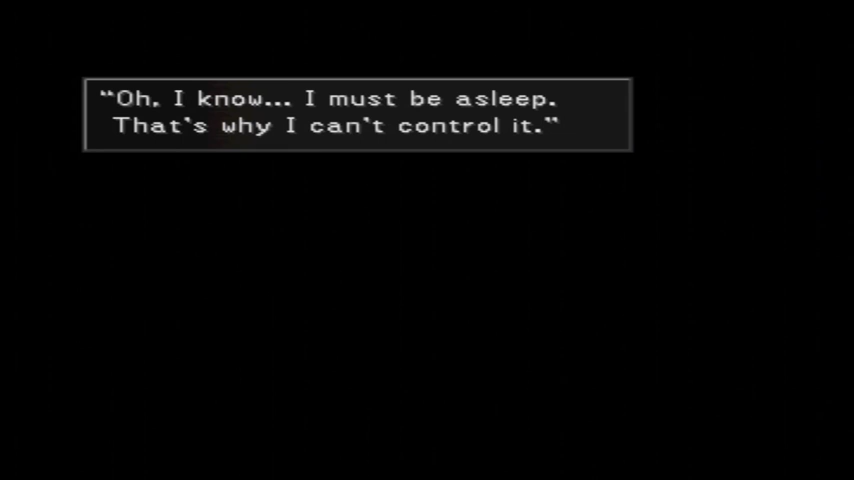 “Oh, I know... I must be asleep.
That's why I can't control it.”